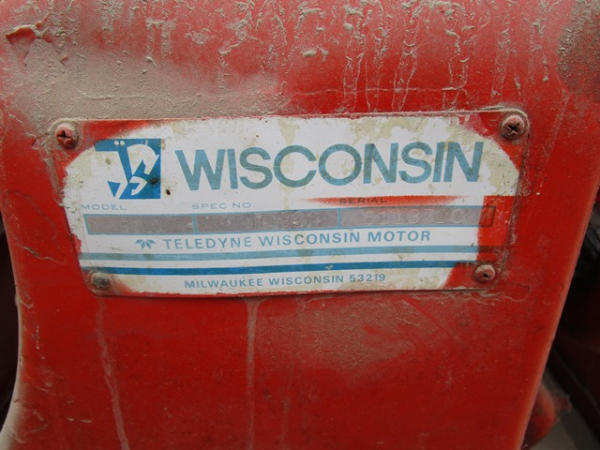 WISCONSIN
MODEL SPEC NO. SERIAL
TELEDYNE WISCONSIN MOTOR
MILWAUKEE WISCONSIN 53219